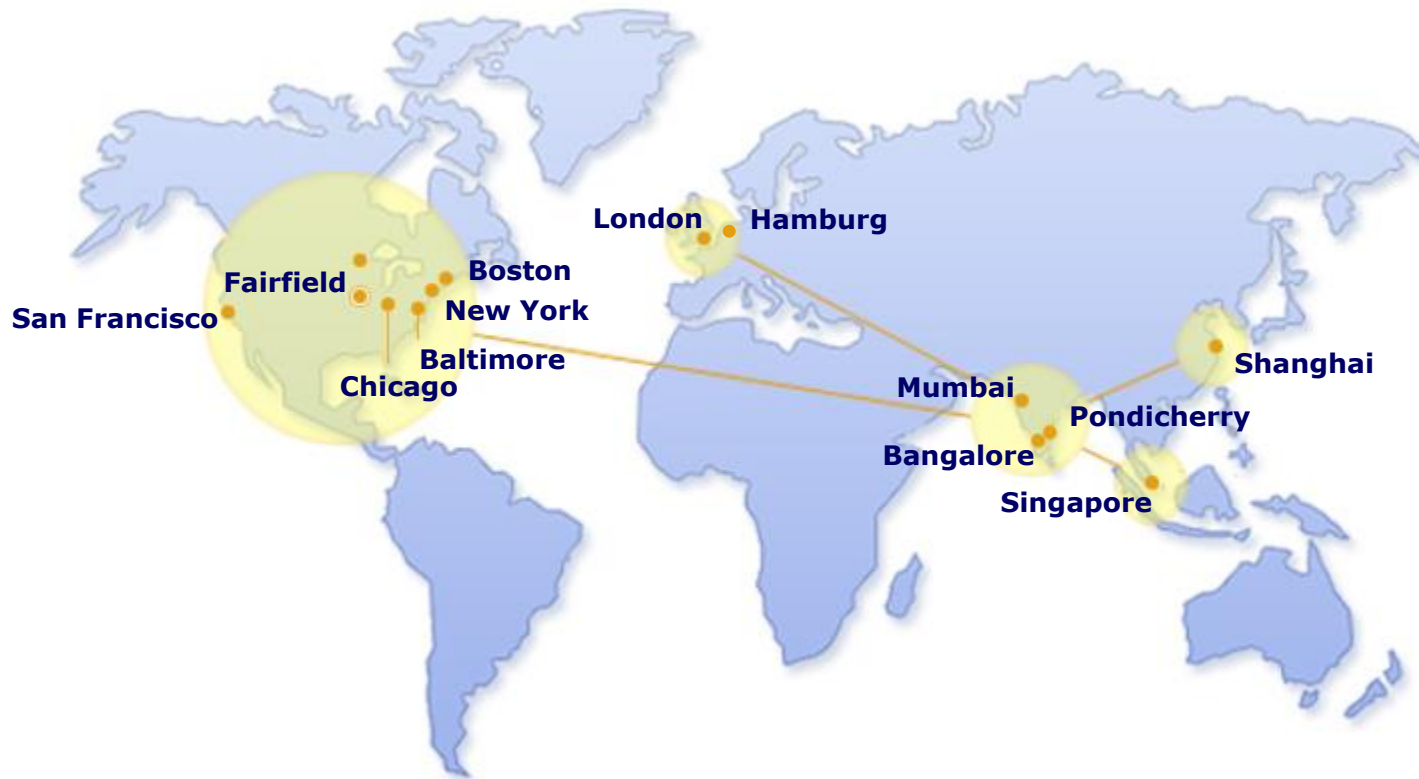 London
Hamburg
Boston
Fairfield
New York
San Francisco
Baltimore
Chicago
Shanghai
Mumbai
Pondicherry
Bangalore
Singapore